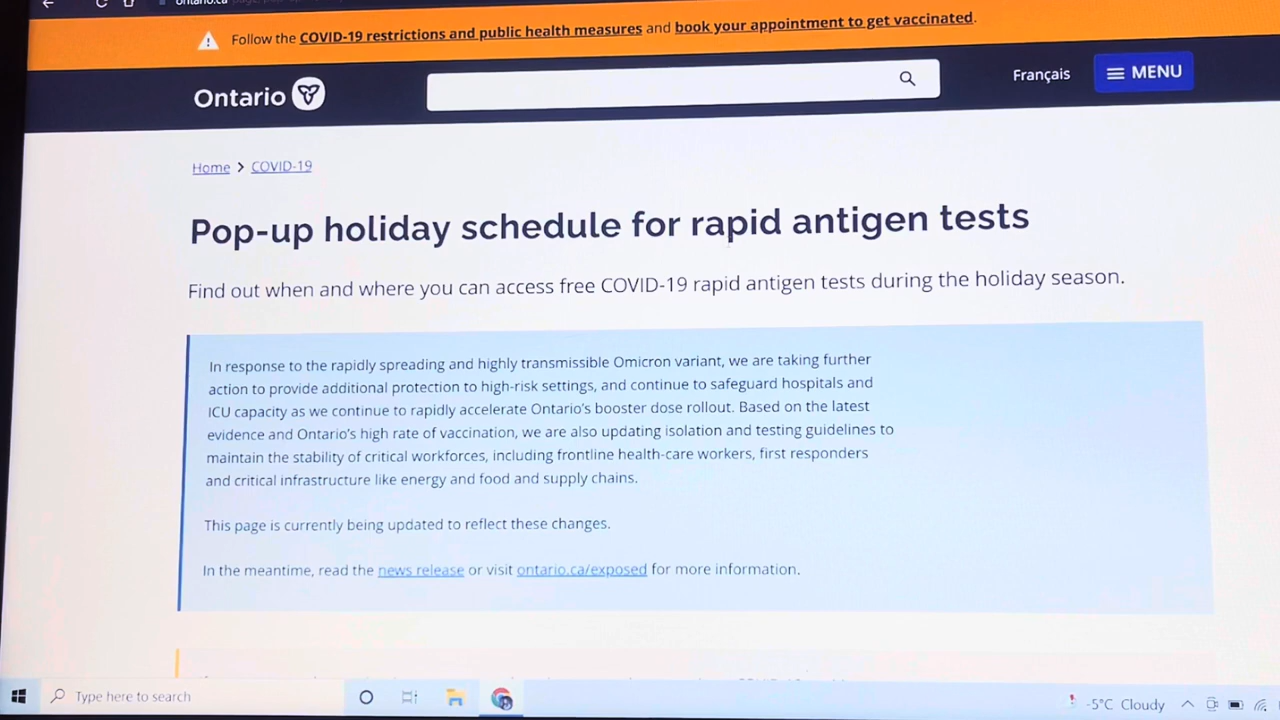 ontario.ca
Follow the COVID-19 restrictions and public health measures and book your appointment to get vaccinated.
Ontario
Français
MENU
Home > COVID-19
Pop-up holiday schedule for rapid antigen tests
Find out when and where you can access free COVID-19 rapid antigen tests during the holiday season.
In response to the rapidly spreading and highly transmissible Omicron variant, we are taking further
action to provide additional protection to high-risk settings, and continue to safeguard hospitals and
ICU capacity as we continue to rapidly accelerate Ontario's booster dose rollout. Based on the latest
evidence and Ontario's high rate of vaccination, we are also updating isolation and testing guidelines to
maintain the stability of critical workforces, including frontline health-care workers, first responders
and critical infrastructure like energy and food and supply chains.
This page is currently being updated to reflect these changes.
In the meantime, read the news release or visit ontario.ca/exposed for more information.
Type here to search
-5°C Cloudy